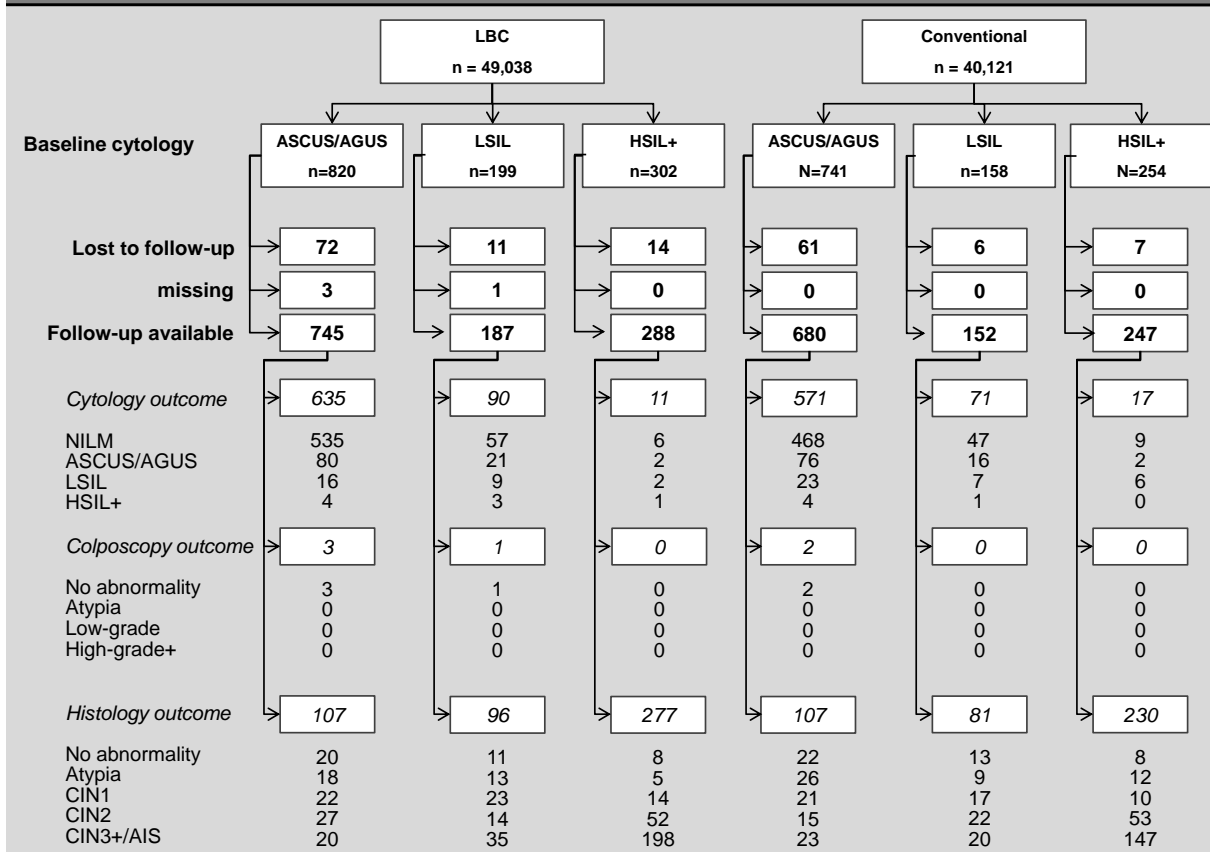 LBC Conventional
n = 49,038 n = 40,121
Baseline cytology ASCUS/AGUS LSIL HSIL+ ASCUS/AGUS LSIL HSIL+
n=820 n=199 n=302 N=741 n=158 N=254
Lost to follow-up 72 11 14 61 6 7
missing 3 1 0 0 0 0
Follow-up available 745 187 288 680 152 247
Cytology outcome 635 90 11 571 71 17
NILM 535 57 6 468 47 9
ASCUS/AGUS 80 21 2 76 16 2
LSIL 16 9 2 23 7 6
HSIL+ 4 3 1 4 1 0
Colposcopy outcome 3 1 0 2 0 0
No abnormality 3 1 0 2 0 0
Atypia 0 0 0 0 0 0
Low-grade 0 0 0 0 0 0
High-grade+ 0 0 0 0 0 0
Histology outcome 107 96 277 107 81 230
No abnormality 20 11 8 22 13 8
Atypia 18 13 5 26 9 12
CIN1 22 23 14 21 17 10
CIN2 27 14 52 15 22 53
CIN3+/AIS 20 35 198 23 20 147